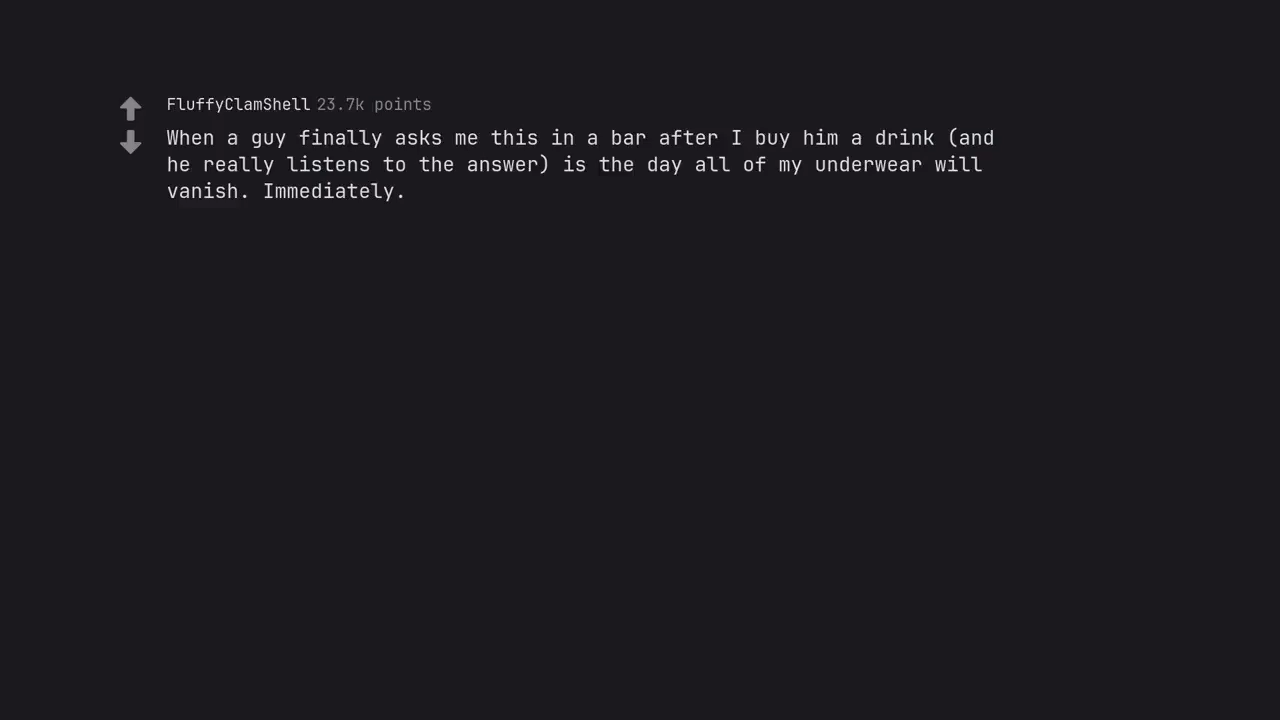 FluffyClamShell 23.7k points
When a guy finally asks me this in a bar after I buy him a drink (and
he really listens to the answer) is the day all of my underwear will
vanish. Immediately.